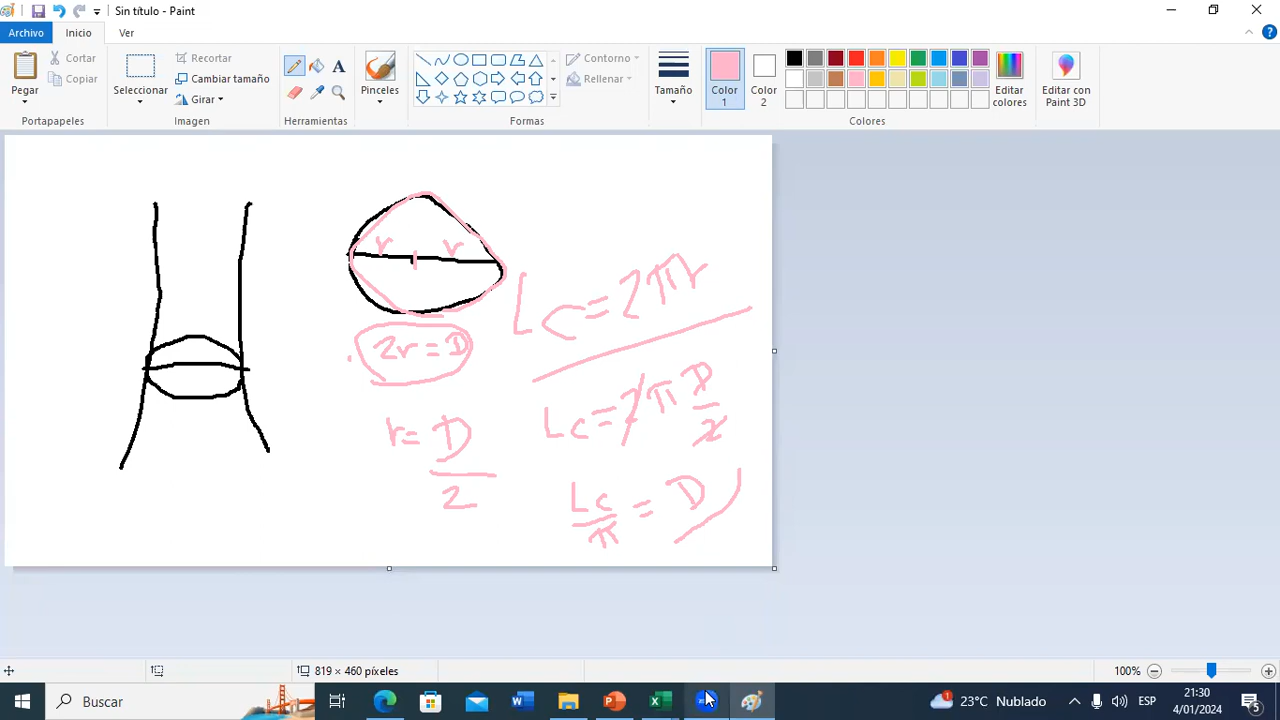 Sin título - Paint
Archivo Inicio Ver
Pegar
Cortar
Copiar
Portapapeles
Seleccionar
Recortar
Cambiar tamaño
Girar
Imagen
A
Herramientas
Pinceles
Contorno
Rellenar
Formas
Tamaño
Color 1
Color 2
Editar colores
Editar con Paint 3D
Colores
r r
2r = D
r = D/2
Lc = 2πr
Lc = 2π D/2
Lc/π = D
819 × 460 píxeles
100%
Buscar
1
23°C Nublado
ESP
21:30
4/01/2024
5